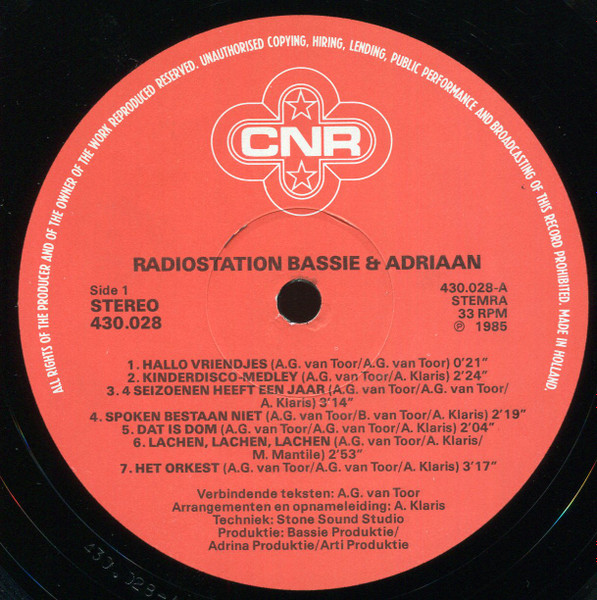 ALL RIGHTS OF THE PRODUCER AND OF THE OWNER OF THE WORK REPRODUCED RESERVED. UNAUTHORISED COPYING, HIRING, LENDING, PUBLIC PERFORMANCE AND BROADCASTING OF THIS RECORD PROHIBITED. MADE IN HOLLAND.
CNR
RADIOSTATION BASSIE & ADRIAAN
Side 1
STEREO
430.028
430.028-A
STEMRA
33 RPM
℗ 1985
1. HALLO VRIENDJES (A.G. van Toor/A.G. van Toor) 0'21"
2. KINDERDISCO-MEDLEY (A.G. van Toor/A. Klaris) 2'24"
3. 4 SEIZOENEN HEEFT EEN JAAR (A.G. van Toor/A.G. van Toor/
A. Klaris) 3'14"
4. SPOKEN BESTAAN NIET (A.G. van Toor/B. van Toor/A. Klaris) 2'19"
5. DAT IS DOM (A.G. van Toor/A.G. van Toor/A. Klaris) 2'04"
6. LACHEN, LACHEN, LACHEN (A.G. van Toor/A. Klaris/
M. Mantile) 2'53"
7. HET ORKEST (A.G. van Toor/A.G. van Toor/A. Klaris) 3'17"
Verbindende teksten: A.G. van Toor
Arrangementen en opnameleiding: A. Klaris
Techniek: Stone Sound Studio
Produktie: Bassie Produktie/
Adrina Produktie/Arti Produktie